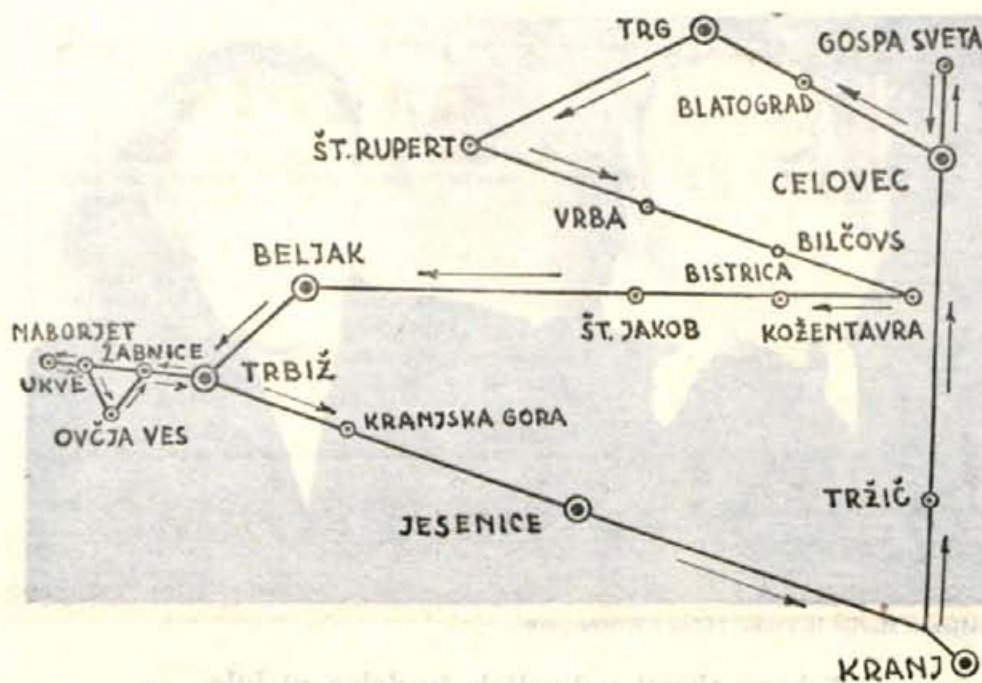 TRG
GOSPA SVETA
BLATOGRAD
ŠT. RUPERT
CELOVEC
VRBA
BILČOVS
BELJAK
BISTRICA
ŠT. JAKOB
KOŽENTAVRA
NABORJET
ŽABNICE
UKVE
TRBIŽ
OVČJA VES
KRANJSKA GORA
TRŽIČ
JESENICE
KRANJ